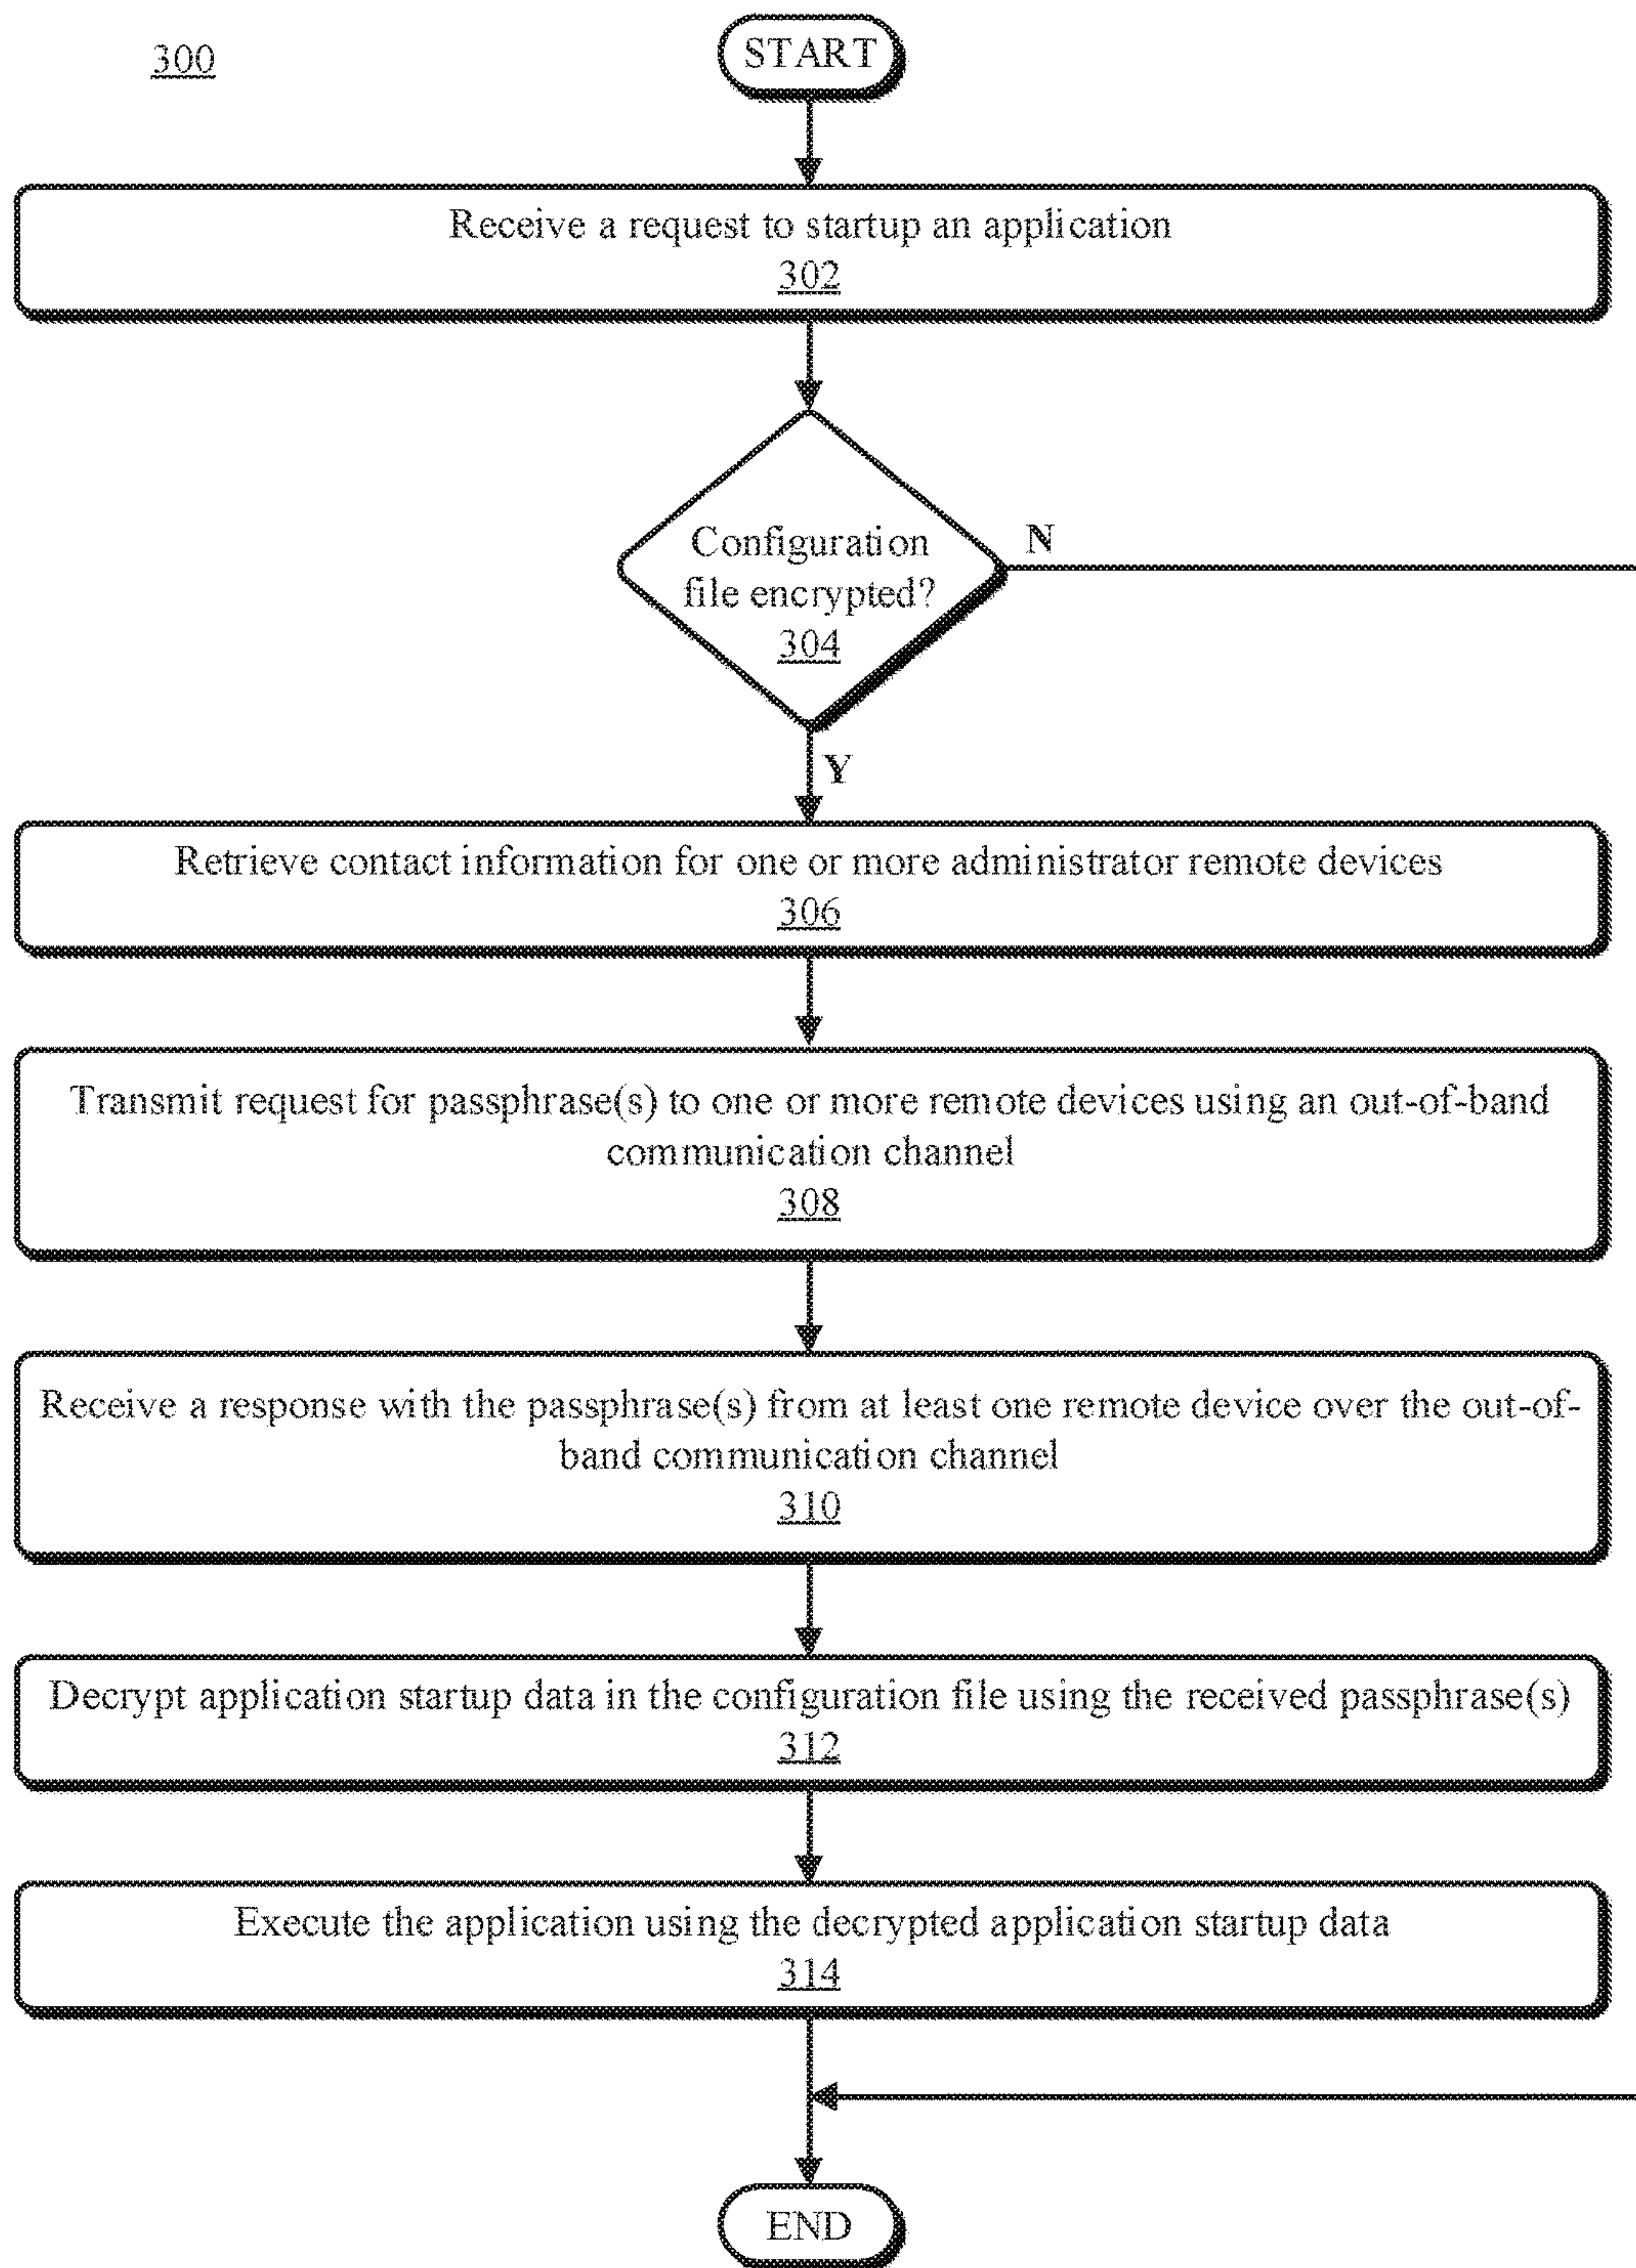 300
START
Receive a request to startup an application
302
Configuration
file encrypted?
304
N
Y
Retrieve contact information for one or more administrator remote devices
306
Transmit request for passphrase(s) to one or more remote devices using an out-of-band
communication channel
308
Receive a response with the passphrase(s) from at least one remote device over the out-of-
band communication channel
310
Decrypt application startup data in the configuration file using the received passphrase(s)
312
Execute the application using the decrypted application startup data
314
END